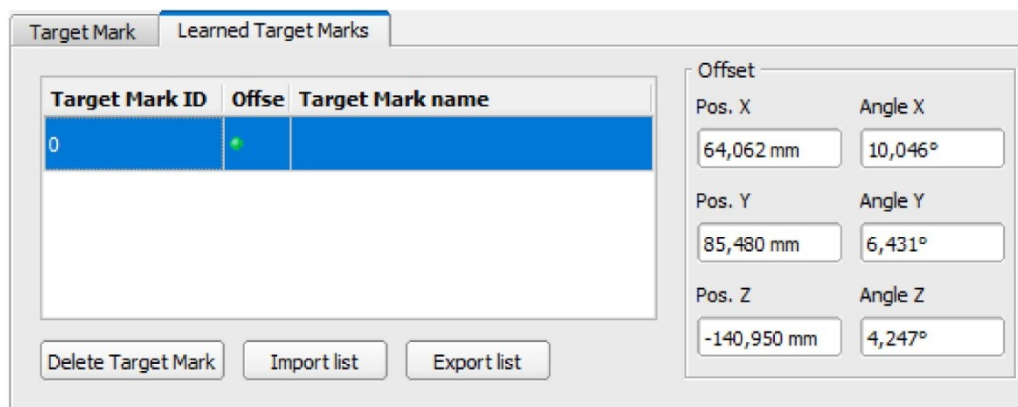 Target Mark Learned Target Marks
Target Mark ID Offse Target Mark name
0
Delete Target Mark Import list Export list
Offset
Pos. X Angle X
64,062 mm 10,046°
Pos. Y Angle Y
85,480 mm 6,431°
Pos. Z Angle Z
-140,950 mm 4,247°